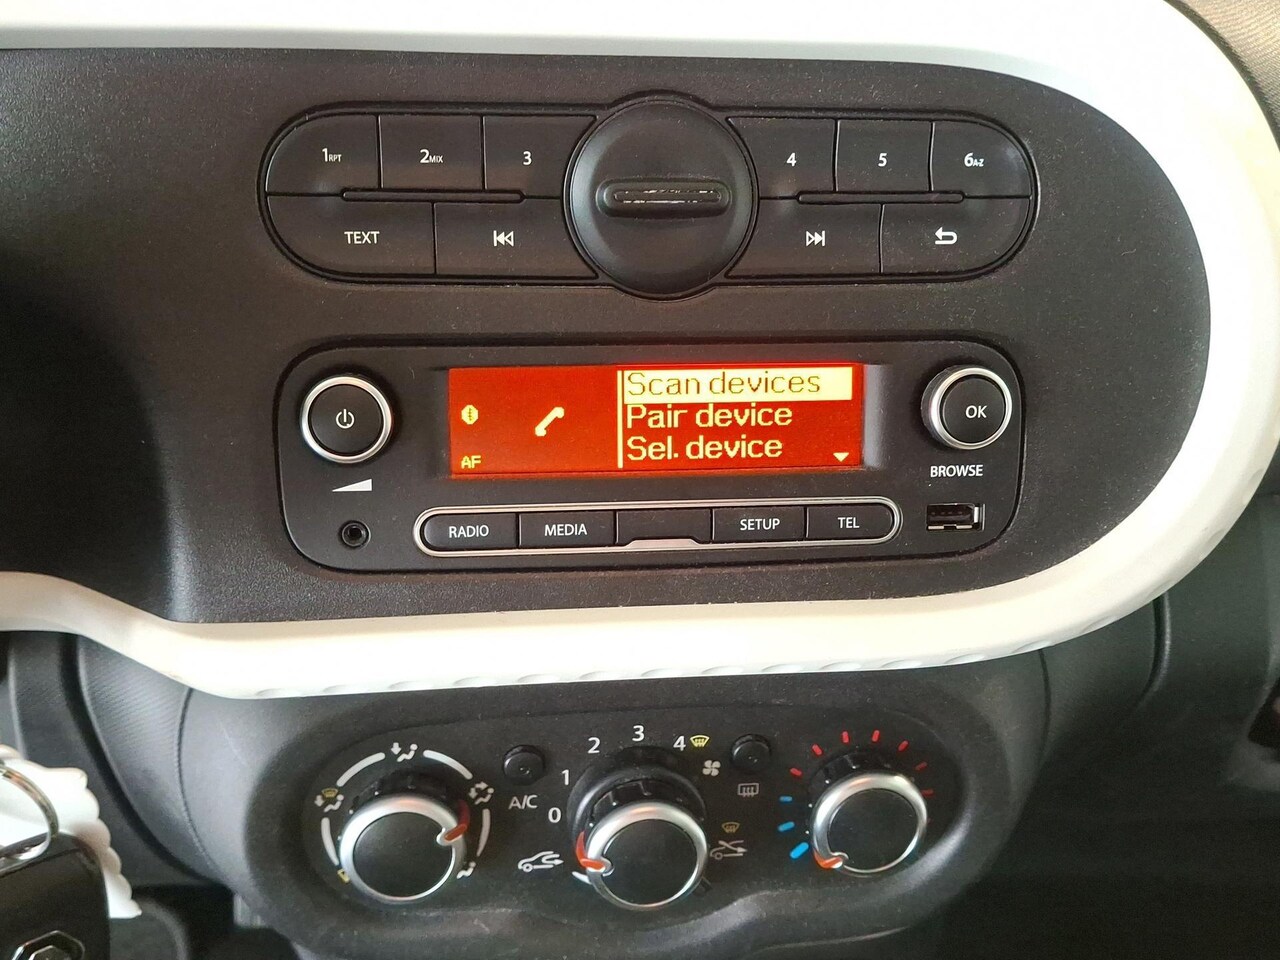 1RPT 2MIX 3 4 5 6A-Z
TEXT
Scan devices
Pair device
Sel. device
AF
OK
BROWSE
RADIO MEDIA SETUP TEL
A/C 0 1 2 3 4